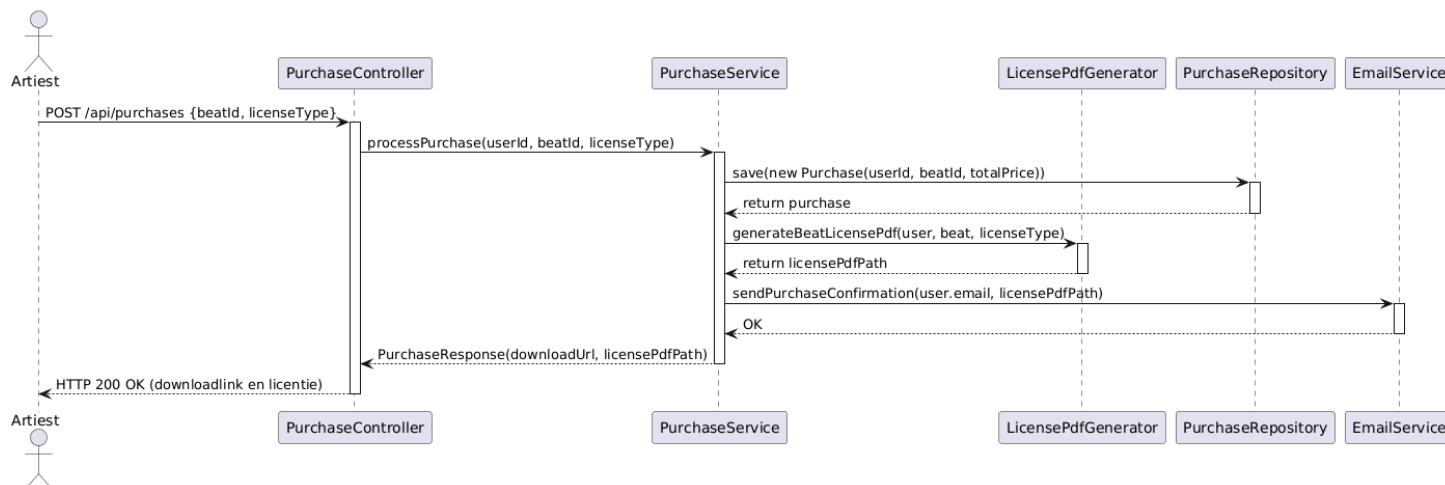 Artiest
PurchaseController
PurchaseService
LicensePdfGenerator
PurchaseRepository
EmailService
POST /api/purchases {beatId, licenseType}
processPurchase(userId, beatId, licenseType)
save(new Purchase(userId, beatId, totalPrice))
return purchase
generateBeatLicensePdf(user, beat, licenseType)
return licensePdfPath
sendPurchaseConfirmation(user.email, licensePdfPath)
OK
PurchaseResponse(downloadUrl, licensePdfPath)
HTTP 200 OK (downloadlink en licentie)
Artiest
PurchaseController
PurchaseService
LicensePdfGenerator
PurchaseRepository
EmailService